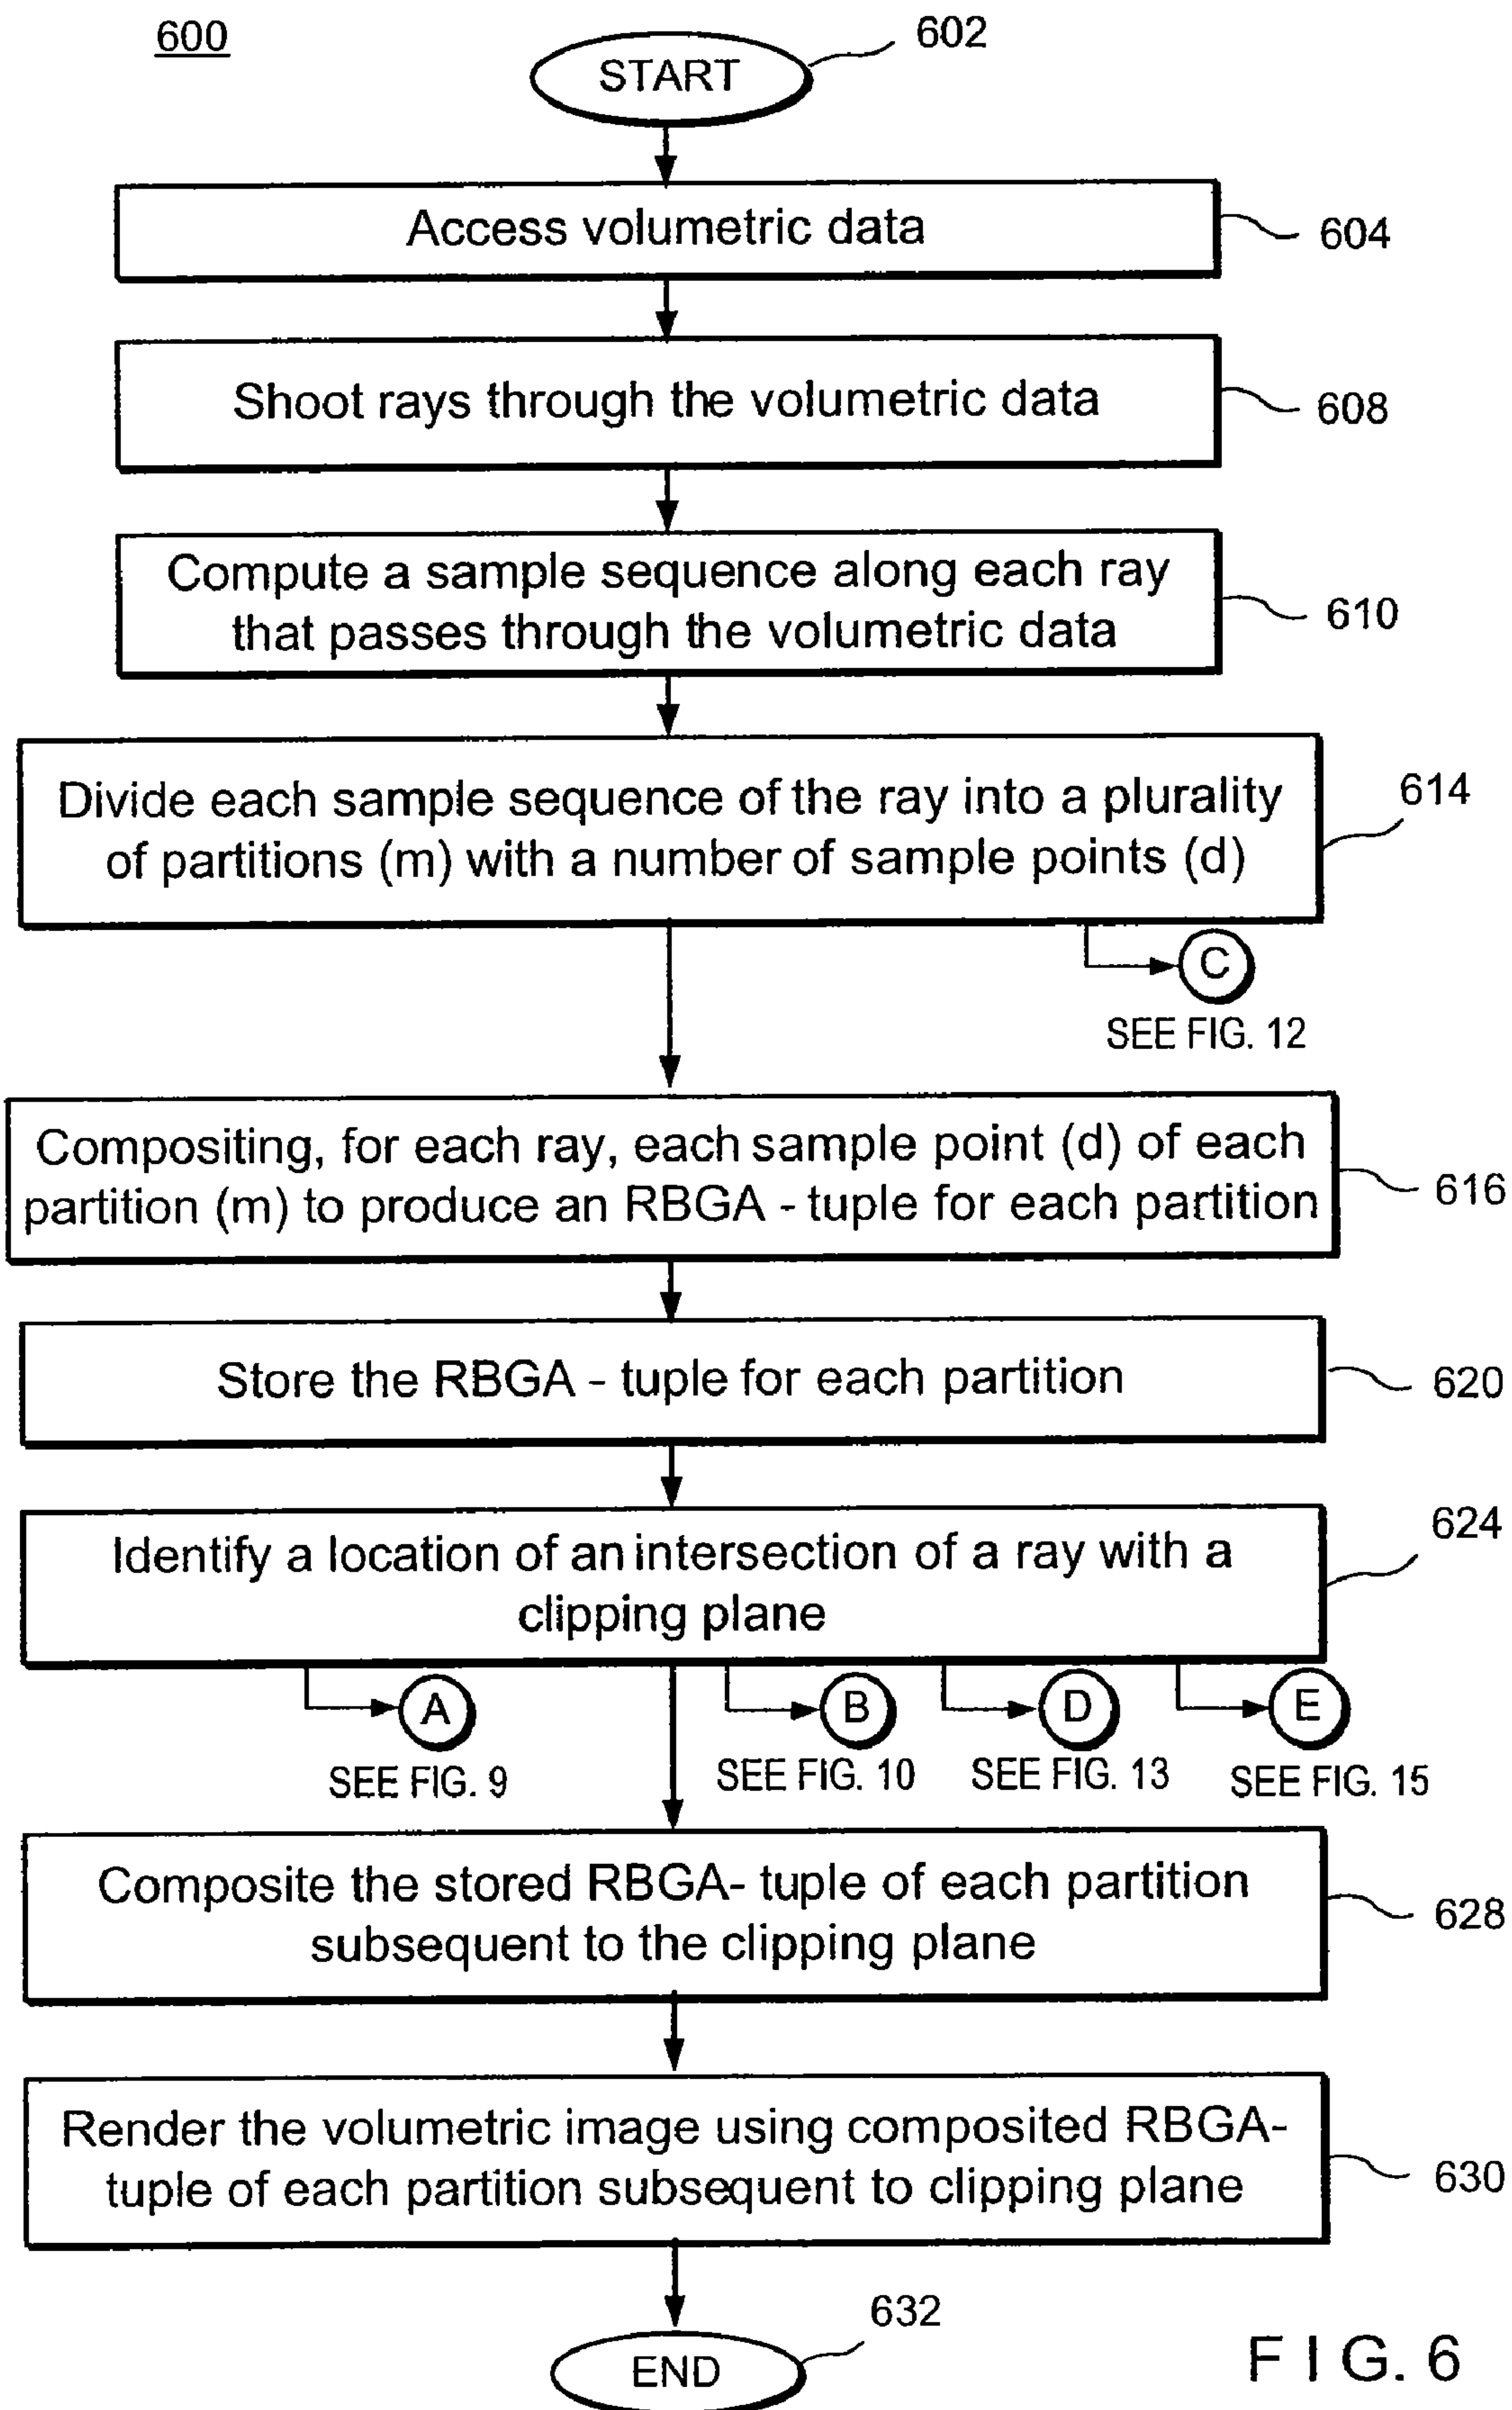 600
602
START
Access volumetric data
604
Shoot rays through the volumetric data
608
Compute a sample sequence along each ray
that passes through the volumetric data
610
Divide each sample sequence of the ray into a plurality
of partitions (m) with a number of sample points (d)
614
C
SEE FIG. 12
Compositing, for each ray, each sample point (d) of each
partition (m) to produce an RBGA - tuple for each partition
616
Store the RBGA - tuple for each partition
620
Identify a location of an intersection of a ray with a
clipping plane
624
A
B
D
E
SEE FIG. 9
SEE FIG. 10
SEE FIG. 13
SEE FIG. 15
Composite the stored RBGA- tuple of each partition
subsequent to the clipping plane
628
Render the volumetric image using composited RBGA-
tuple of each partition subsequent to clipping plane
630
632
END
FIG. 6